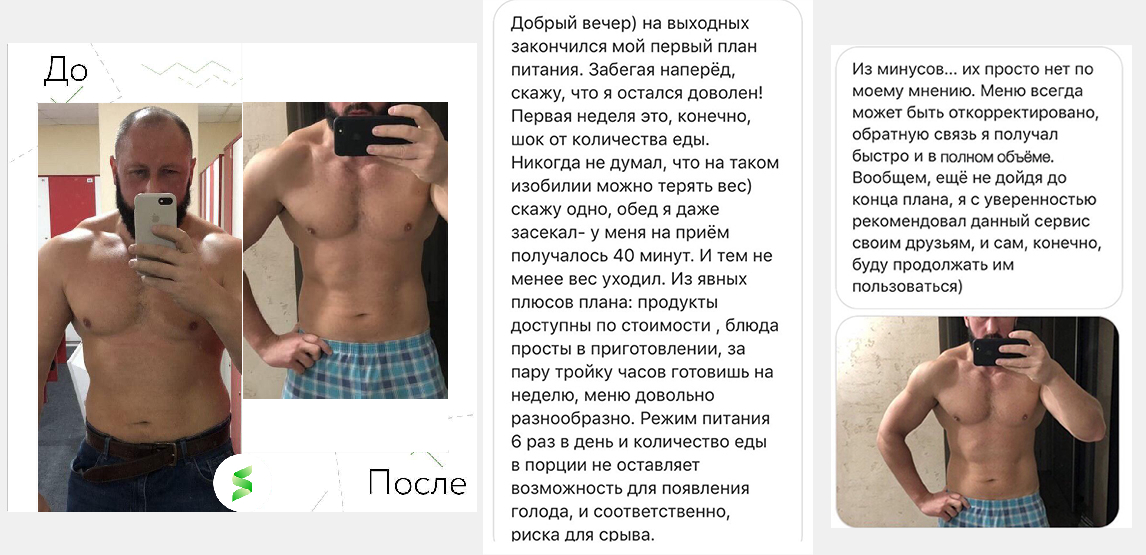 До
После
Добрый вечер) на выходных
закончился мой первый план
питания. Забегая наперёд,
скажу, что я остался доволен!
Первая неделя это, конечно,
шок от количества еды.
Никогда не думал, что на таком
изобилии можно терять вес)
скажу одно, обед я даже
засекал- у меня на приём
получалось 40 минут. И тем не
менее вес уходил. Из явных
плюсов плана: продукты
доступны по стоимости , блюда
просты в приготовлении, за
пару тройку часов готовишь на
неделю, меню довольно
разнообразно. Режим питания
6 раз в день и количество еды
в порции не оставляет
возможность для появления
голода, и соответственно,
риска для срыва.
Из минусов... их просто нет по
моему мнению. Меню всегда
может быть откорректировано,
обратную связь я получал
быстро и в полном объёме.
Вообщем, ещё не дойдя до
конца плана, я с уверенностью
рекомендовал данный сервис
своим друзьям, и сам, конечно,
буду продолжать им
пользоваться)